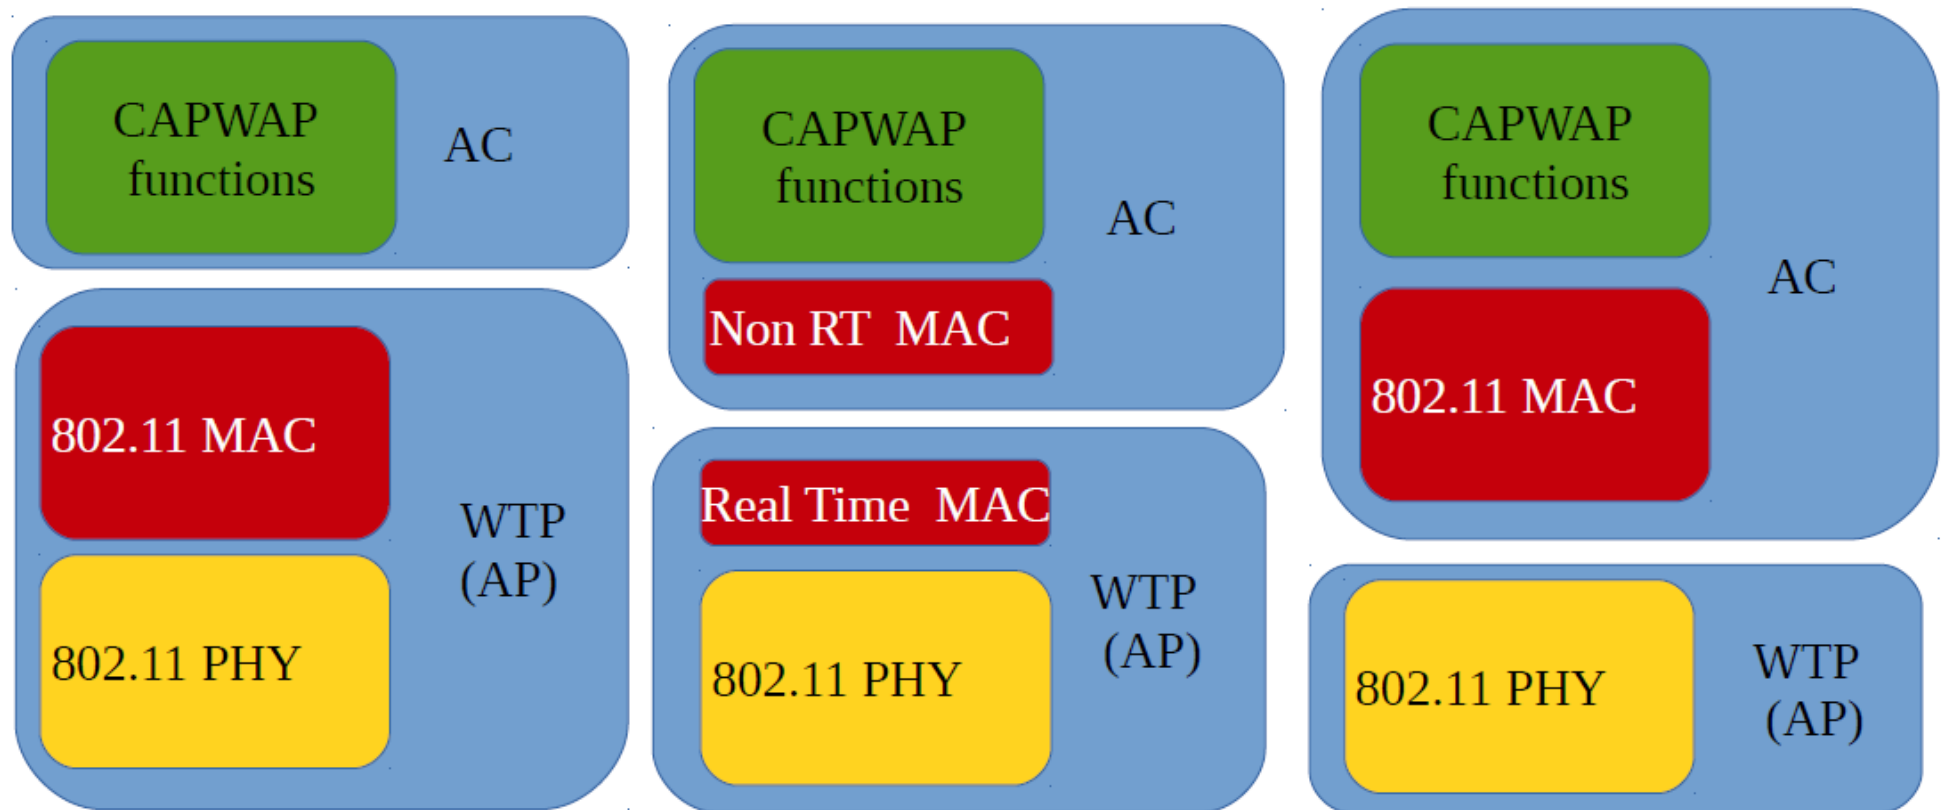 CAPWAP
functions
AC
802.11 MAC
802.11 PHY
WTP
(AP)
CAPWAP
functions
AC
Non RT  MAC
Real Time  MAC
802.11 PHY
WTP
(AP)
CAPWAP
functions
AC
802.11 MAC
802.11 PHY
WTP
(AP)